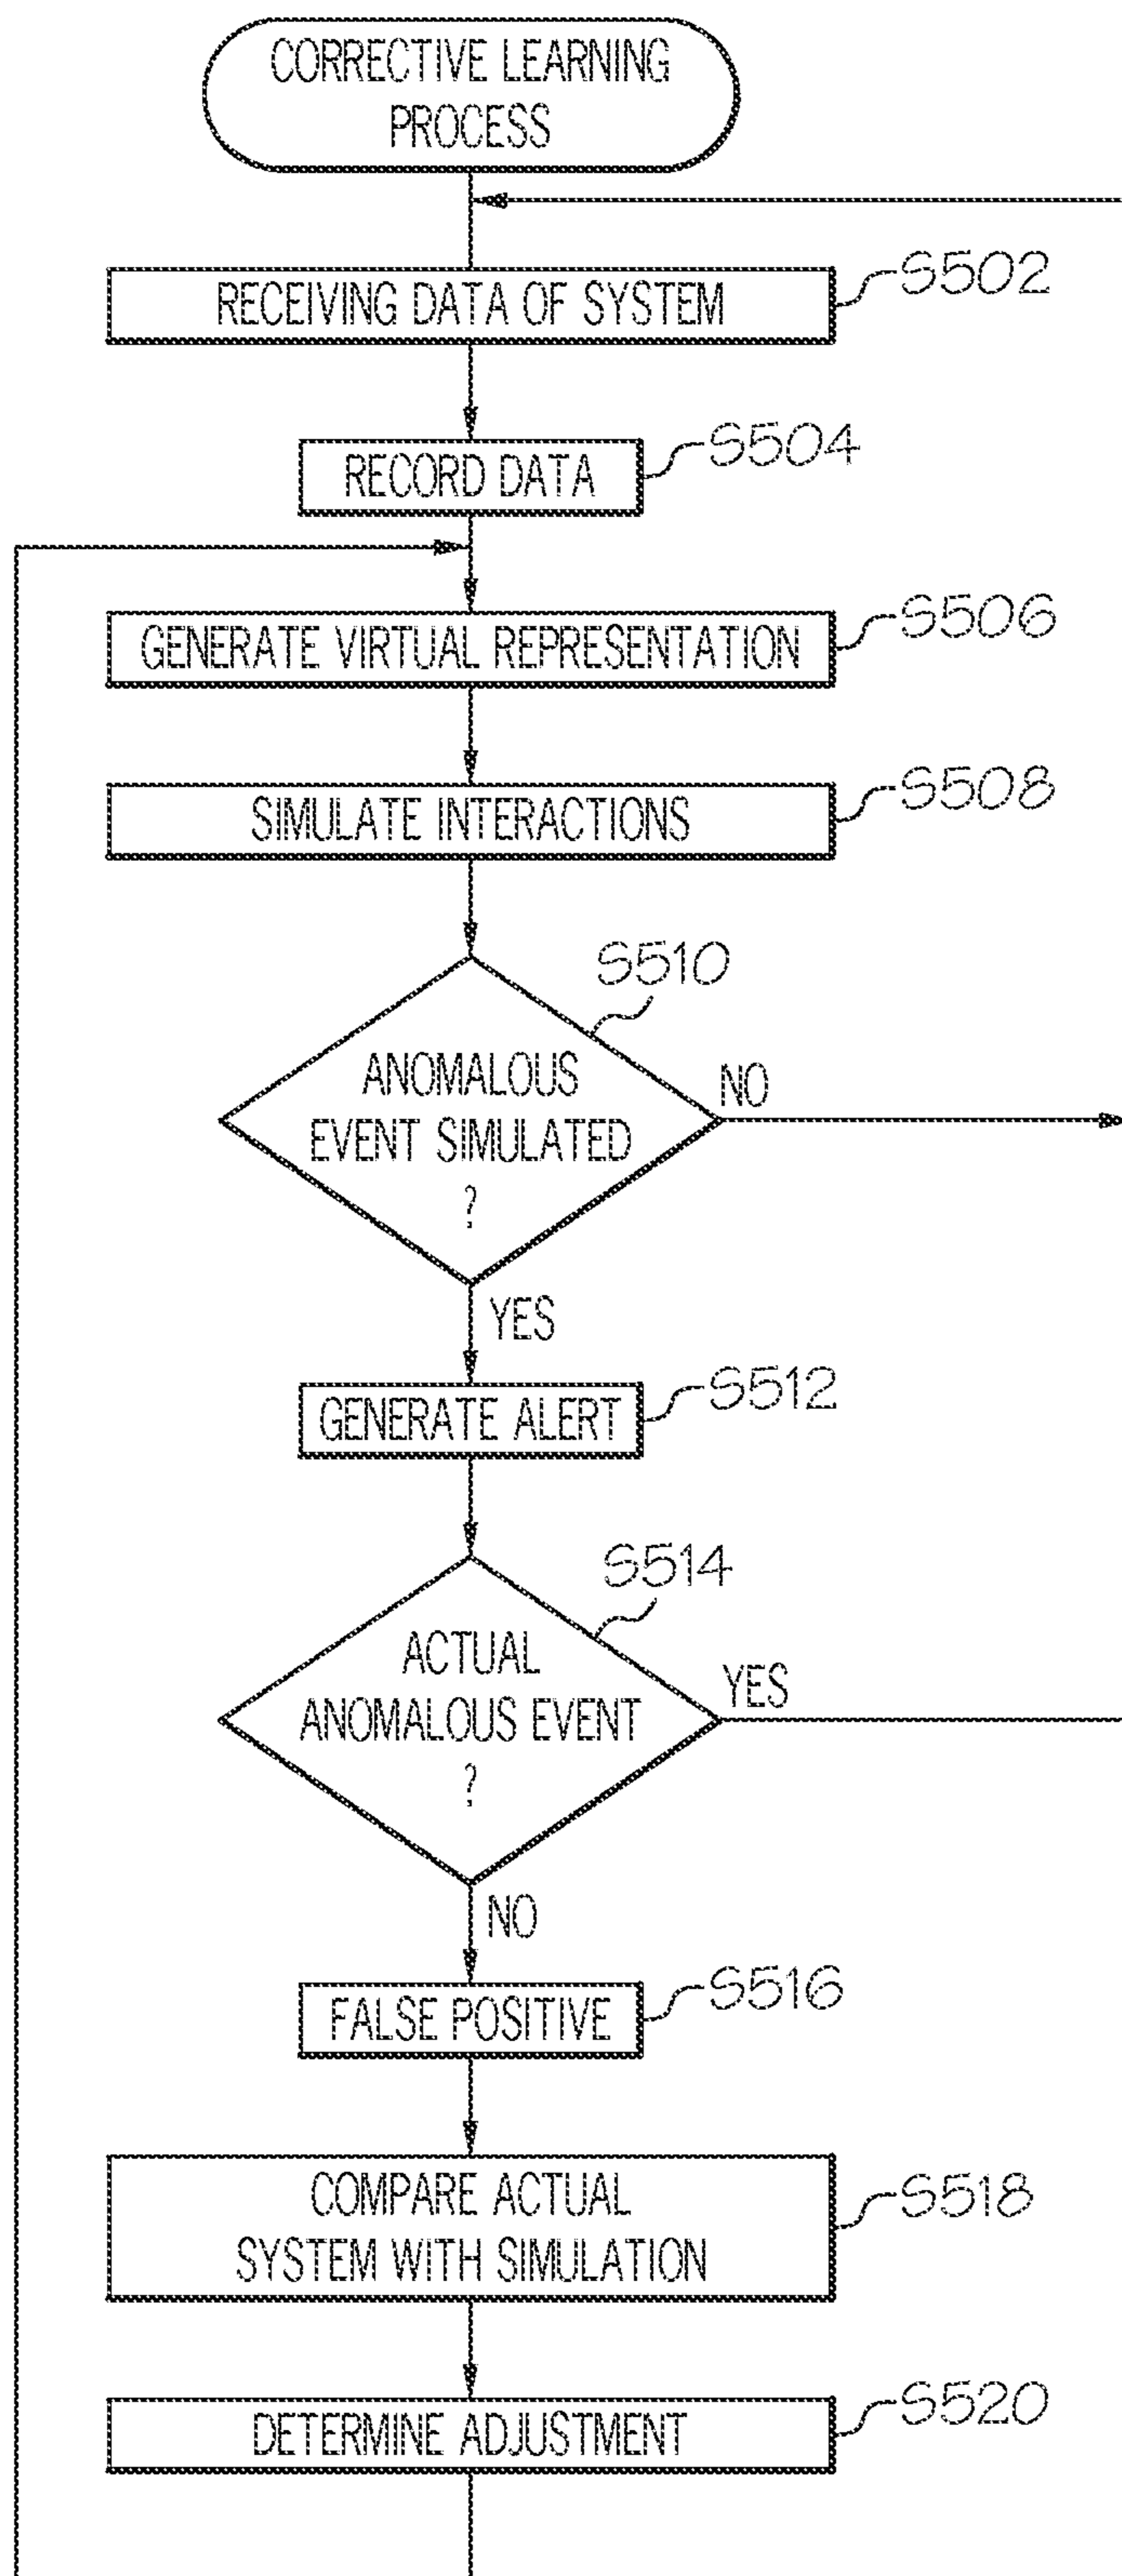 CORRECTIVE LEARNING
PROCESS
RECEIVING DATA OF SYSTEM
S502
RECORD DATA
S504
GENERATE VIRTUAL REPRESENTATION
S506
SIMULATE INTERACTIONS
S508
S510
ANOMALOUS
EVENT SIMULATED
?
NO
YES
GENERATE ALERT
S512
S514
ACTUAL
ANOMALOUS EVENT
?
YES
NO
FALSE POSITIVE
S516
COMPARE ACTUAL
SYSTEM WITH SIMULATION
S518
DETERMINE ADJUSTMENT
S520